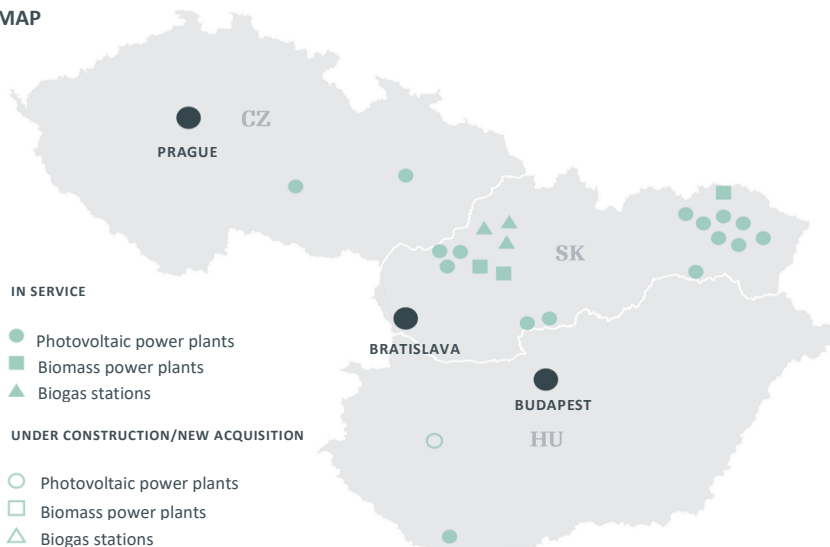 MAP
CZ
PRAGUE
SK
IN SERVICE
Photovoltaic power plants
Biomass power plants
Biogas stations
BRATISLAVA
BUDAPEST
HU
UNDER CONSTRUCTION/NEW ACQUISITION
Photovoltaic power plants
Biomass power plants
Biogas stations